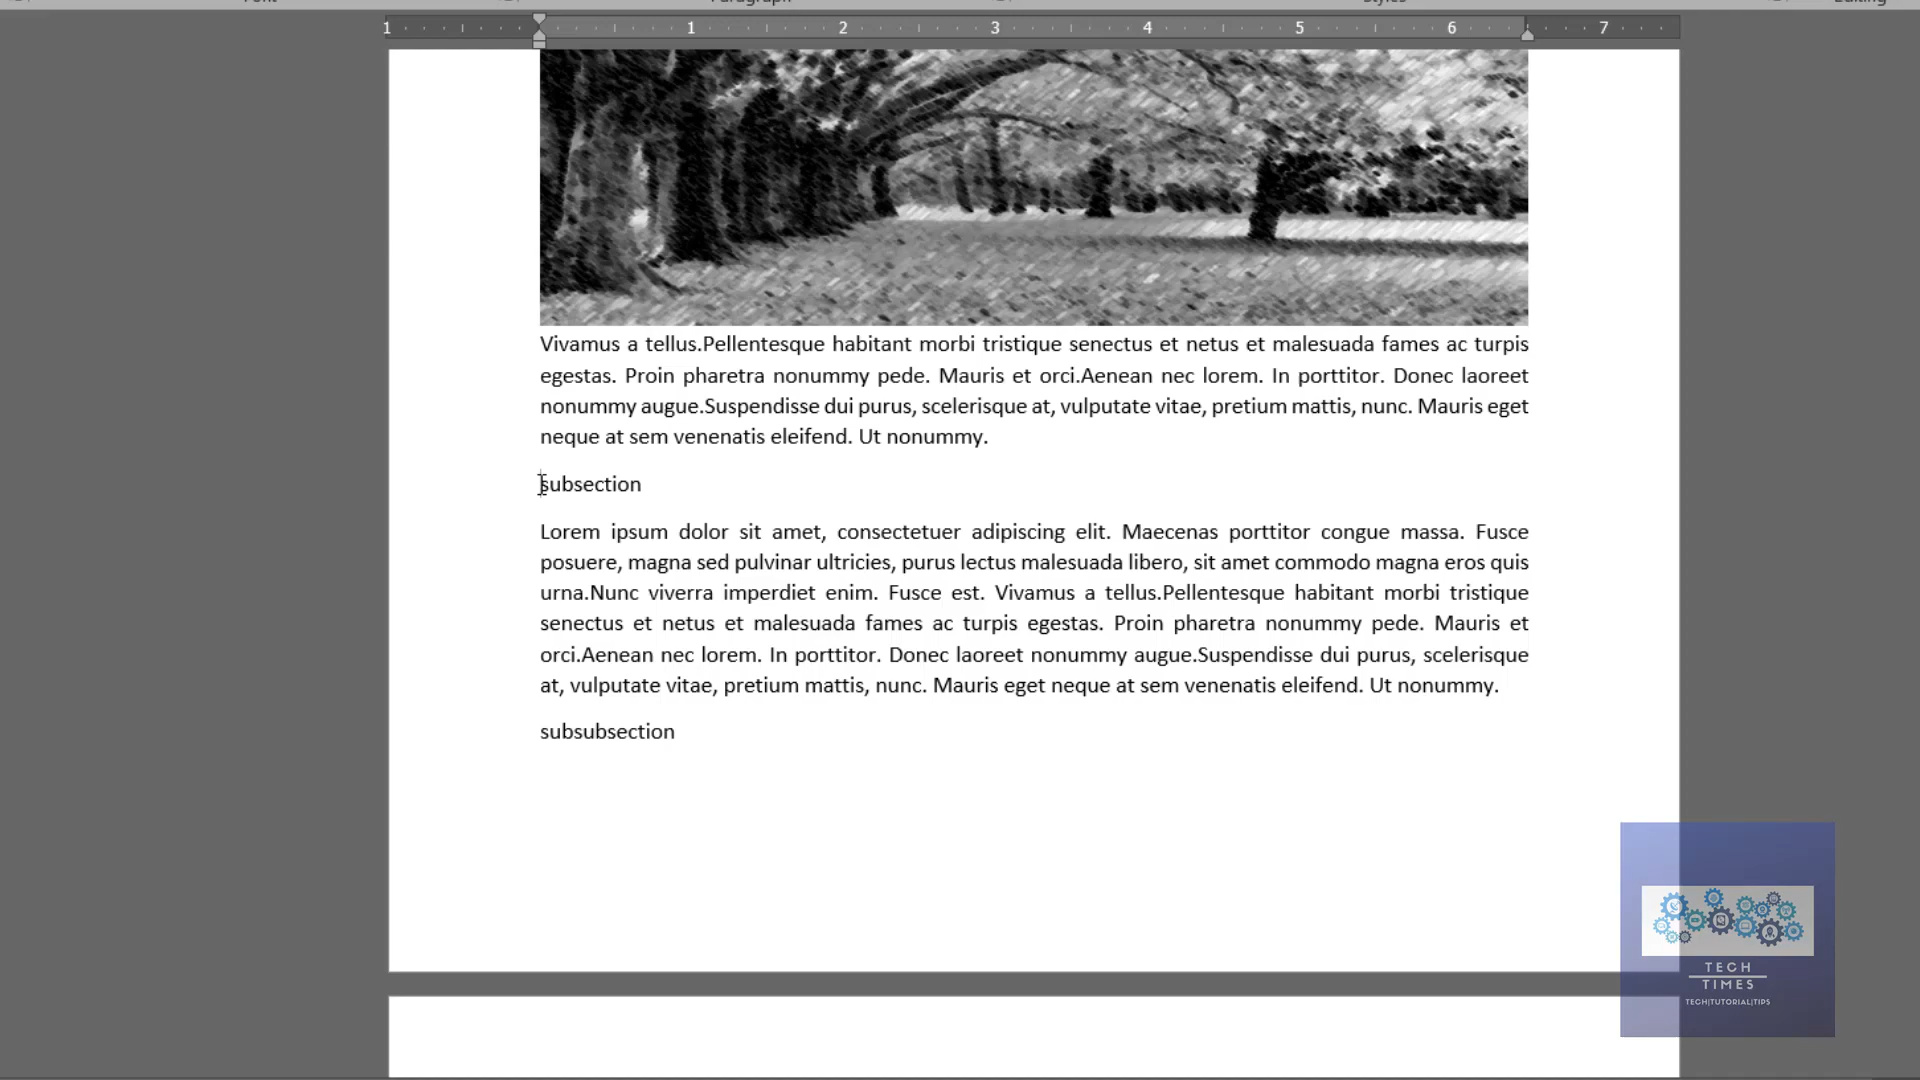 Styles
1 1 2 3 4 5 6 7
Vivamus a tellus.Pellentesque habitant morbi tristique senectus et netus et malesuada fames ac turpis
egestas. Proin pharetra nonummy pede. Mauris et orci.Aenean nec lorem. In porttitor. Donec laoreet
nonummy augue.Suspendisse dui purus, scelerisque at, vulputate vitae, pretium mattis, nunc. Mauris eget
neque at sem venenatis eleifend. Ut nonummy.
subsection
Lorem ipsum dolor sit amet, consectetuer adipiscing elit. Maecenas porttitor congue massa. Fusce
posuere, magna sed pulvinar ultricies, purus lectus malesuada libero, sit amet commodo magna eros quis
urna.Nunc viverra imperdiet enim. Fusce est. Vivamus a tellus.Pellentesque habitant morbi tristique
senectus et netus et malesuada fames ac turpis egestas. Proin pharetra nonummy pede. Mauris et
orci.Aenean nec lorem. In porttitor. Donec laoreet nonummy augue.Suspendisse dui purus, scelerisque
at, vulputate vitae, pretium mattis, nunc. Mauris eget neque at sem venenatis eleifend. Ut nonummy.
subsubsection
TECH
TIMES
TECH|TUTORIAL|TIPS